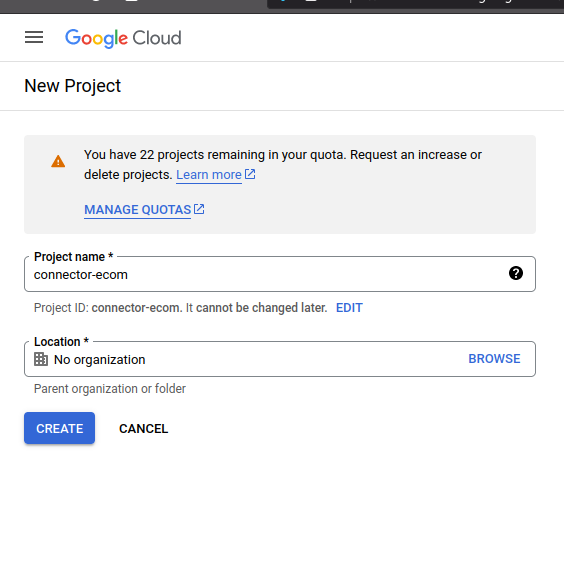 Google Cloud
New Project
You have 22 projects remaining in your quota. Request an increase or
delete projects. Learn more
MANAGE QUOTAS
Project name *
connector-ecom
Project ID: connector-ecom. It cannot be changed later. EDIT
Location *
No organization BROWSE
Parent organization or folder
CREATE CANCEL